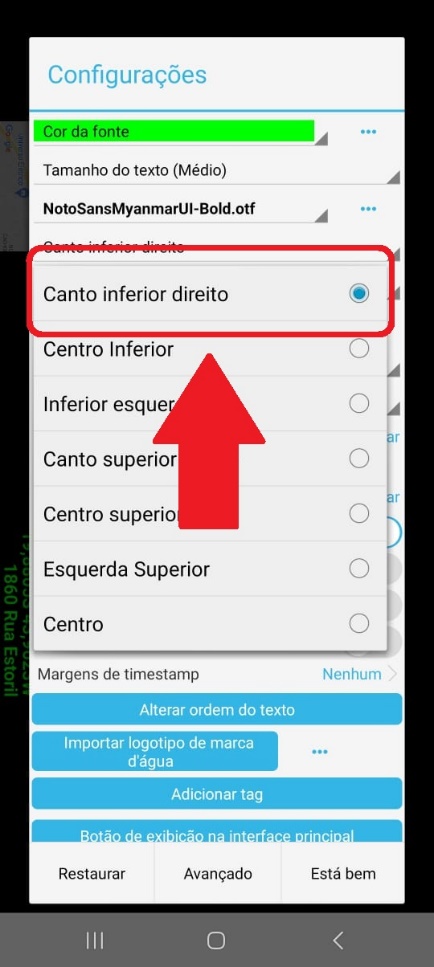 Configurações
Cor da fonte
Tamanho do texto (Médio)
NotoSansMyanmarUI-Bold.otf
Canto inferior direito
Canto inferior direito
Centro Inferior
Inferior esquer
Canto superior
Centro superio
ar
ar
Esquerda Superior
Centro
1860 Rua Estoril
Margens de timestamp
Nenhum
Alterar ordem do texto
Importar logotipo de marca
d'água
Adicionar tag
Botão de exibição na interface principal
Restaurar
Avançado
Está bem